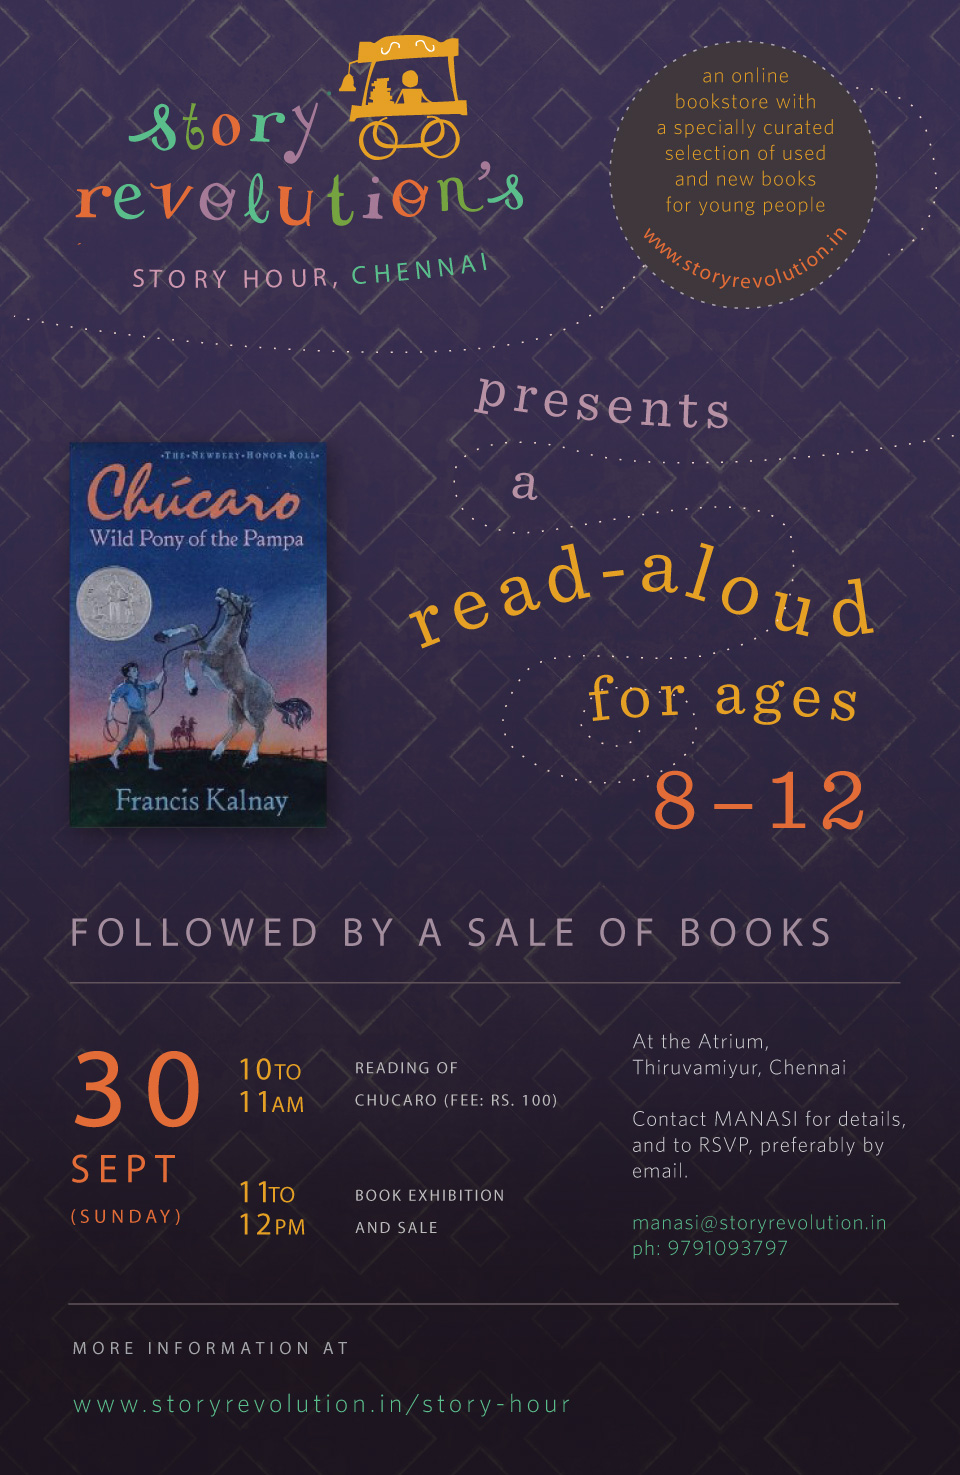 story
revolution's
STORY HOUR, CHENNAI
an online
bookstore with
a specially curated
selection of used
and new books
for young people
www.storyrevolution.in
presents
a
read-aloud
for ages
8–12
•THE•NEWBERY•HONOR•ROLL•
Chúcaro
Wild Pony of the Pampa
Francis Kalnay
FOLLOWED BY A SALE OF BOOKS
30
SEPT
(SUNDAY)
10TO
11AM
READING OF
CHUCARO (FEE: RS. 100)
11TO
12PM
BOOK EXHIBITION
AND SALE
At the Atrium,
Thiruvamiyur, Chennai
Contact MANASI for details,
and to RSVP, preferably by
email.
manasi@storyrevolution.in
ph: 9791093797
MORE INFORMATION AT
www.storyrevolution.in/story-hour